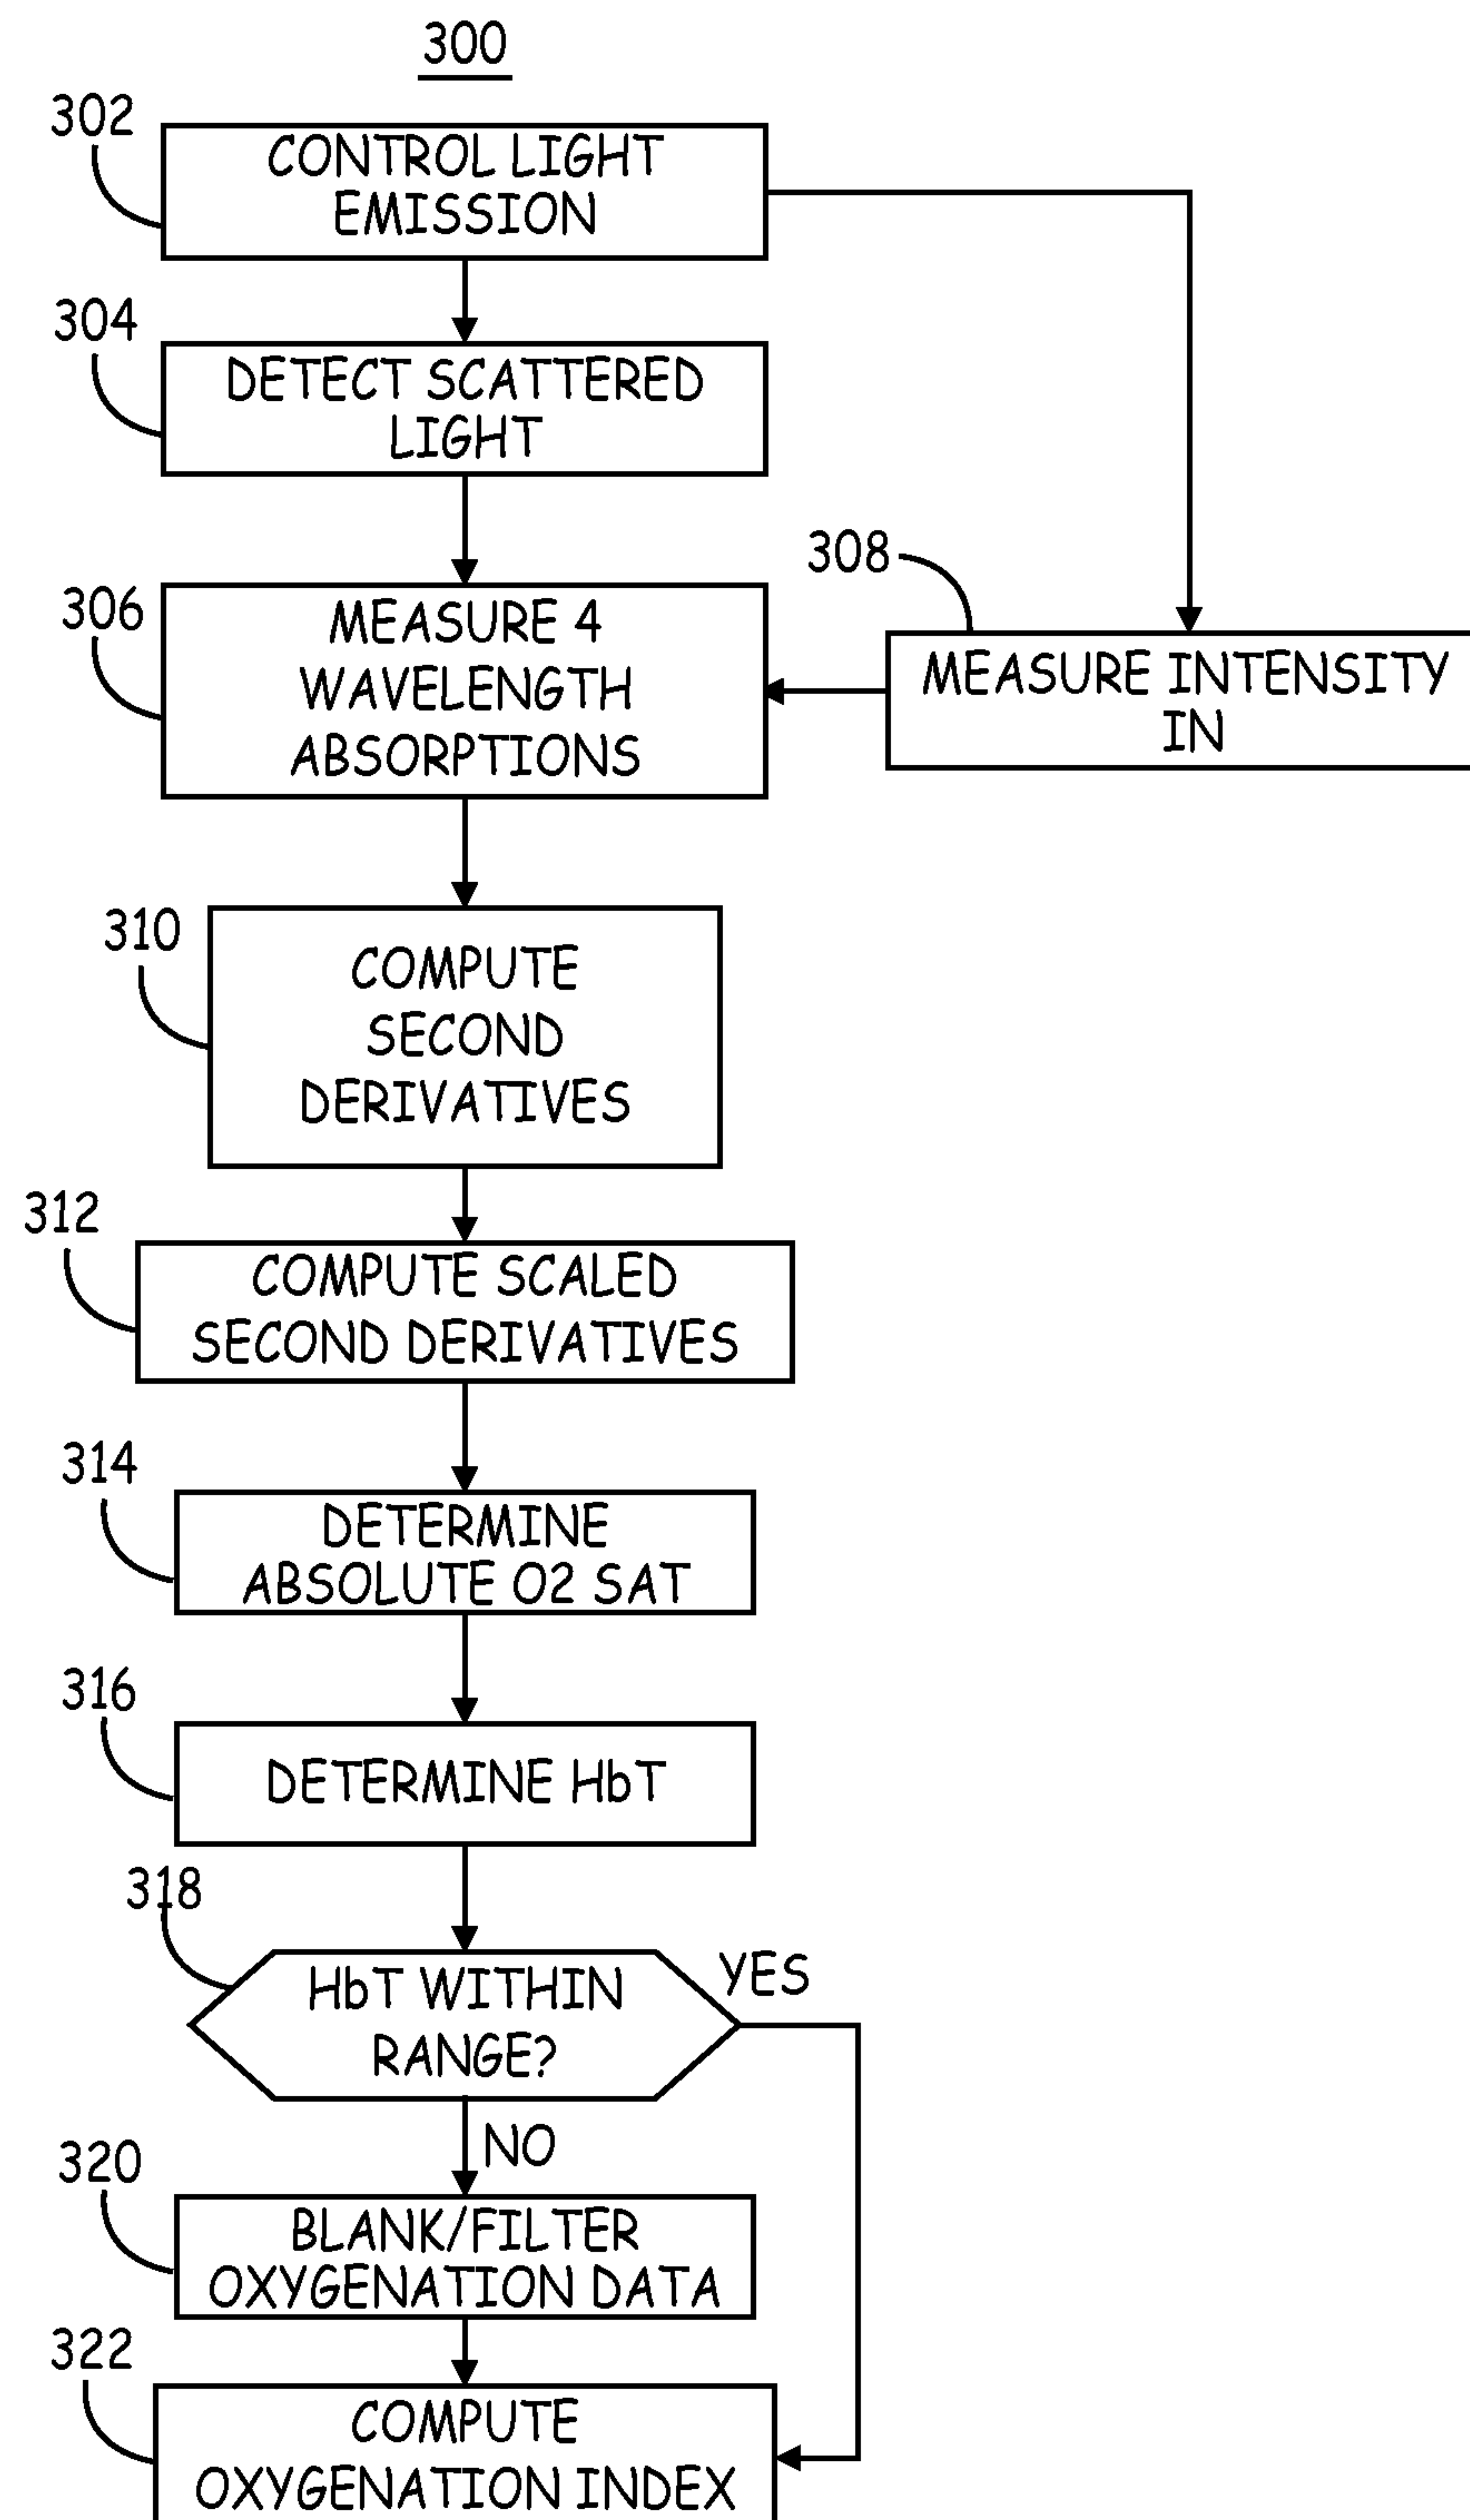 300
302
CONTROL LIGHT
EMISSION
304
DETECT SCATTERED
LIGHT
308
306
MEASURE 4
WAVELENGTH
ABSORPTIONS
MEASURE INTENSITY
IN
310
COMPUTE
SECOND
DERIVATIVES
312
COMPUTE SCALED
SECOND DERIVATIVES
314
DETERMINE
ABSOLUTE O2 SAT
316
DETERMINE HbT
318
HbT WITHIN
RANGE?
YES
NO
320
BLANK/FILTER
OXYGENATION DATA
322
COMPUTE
OXYGENATION INDEX